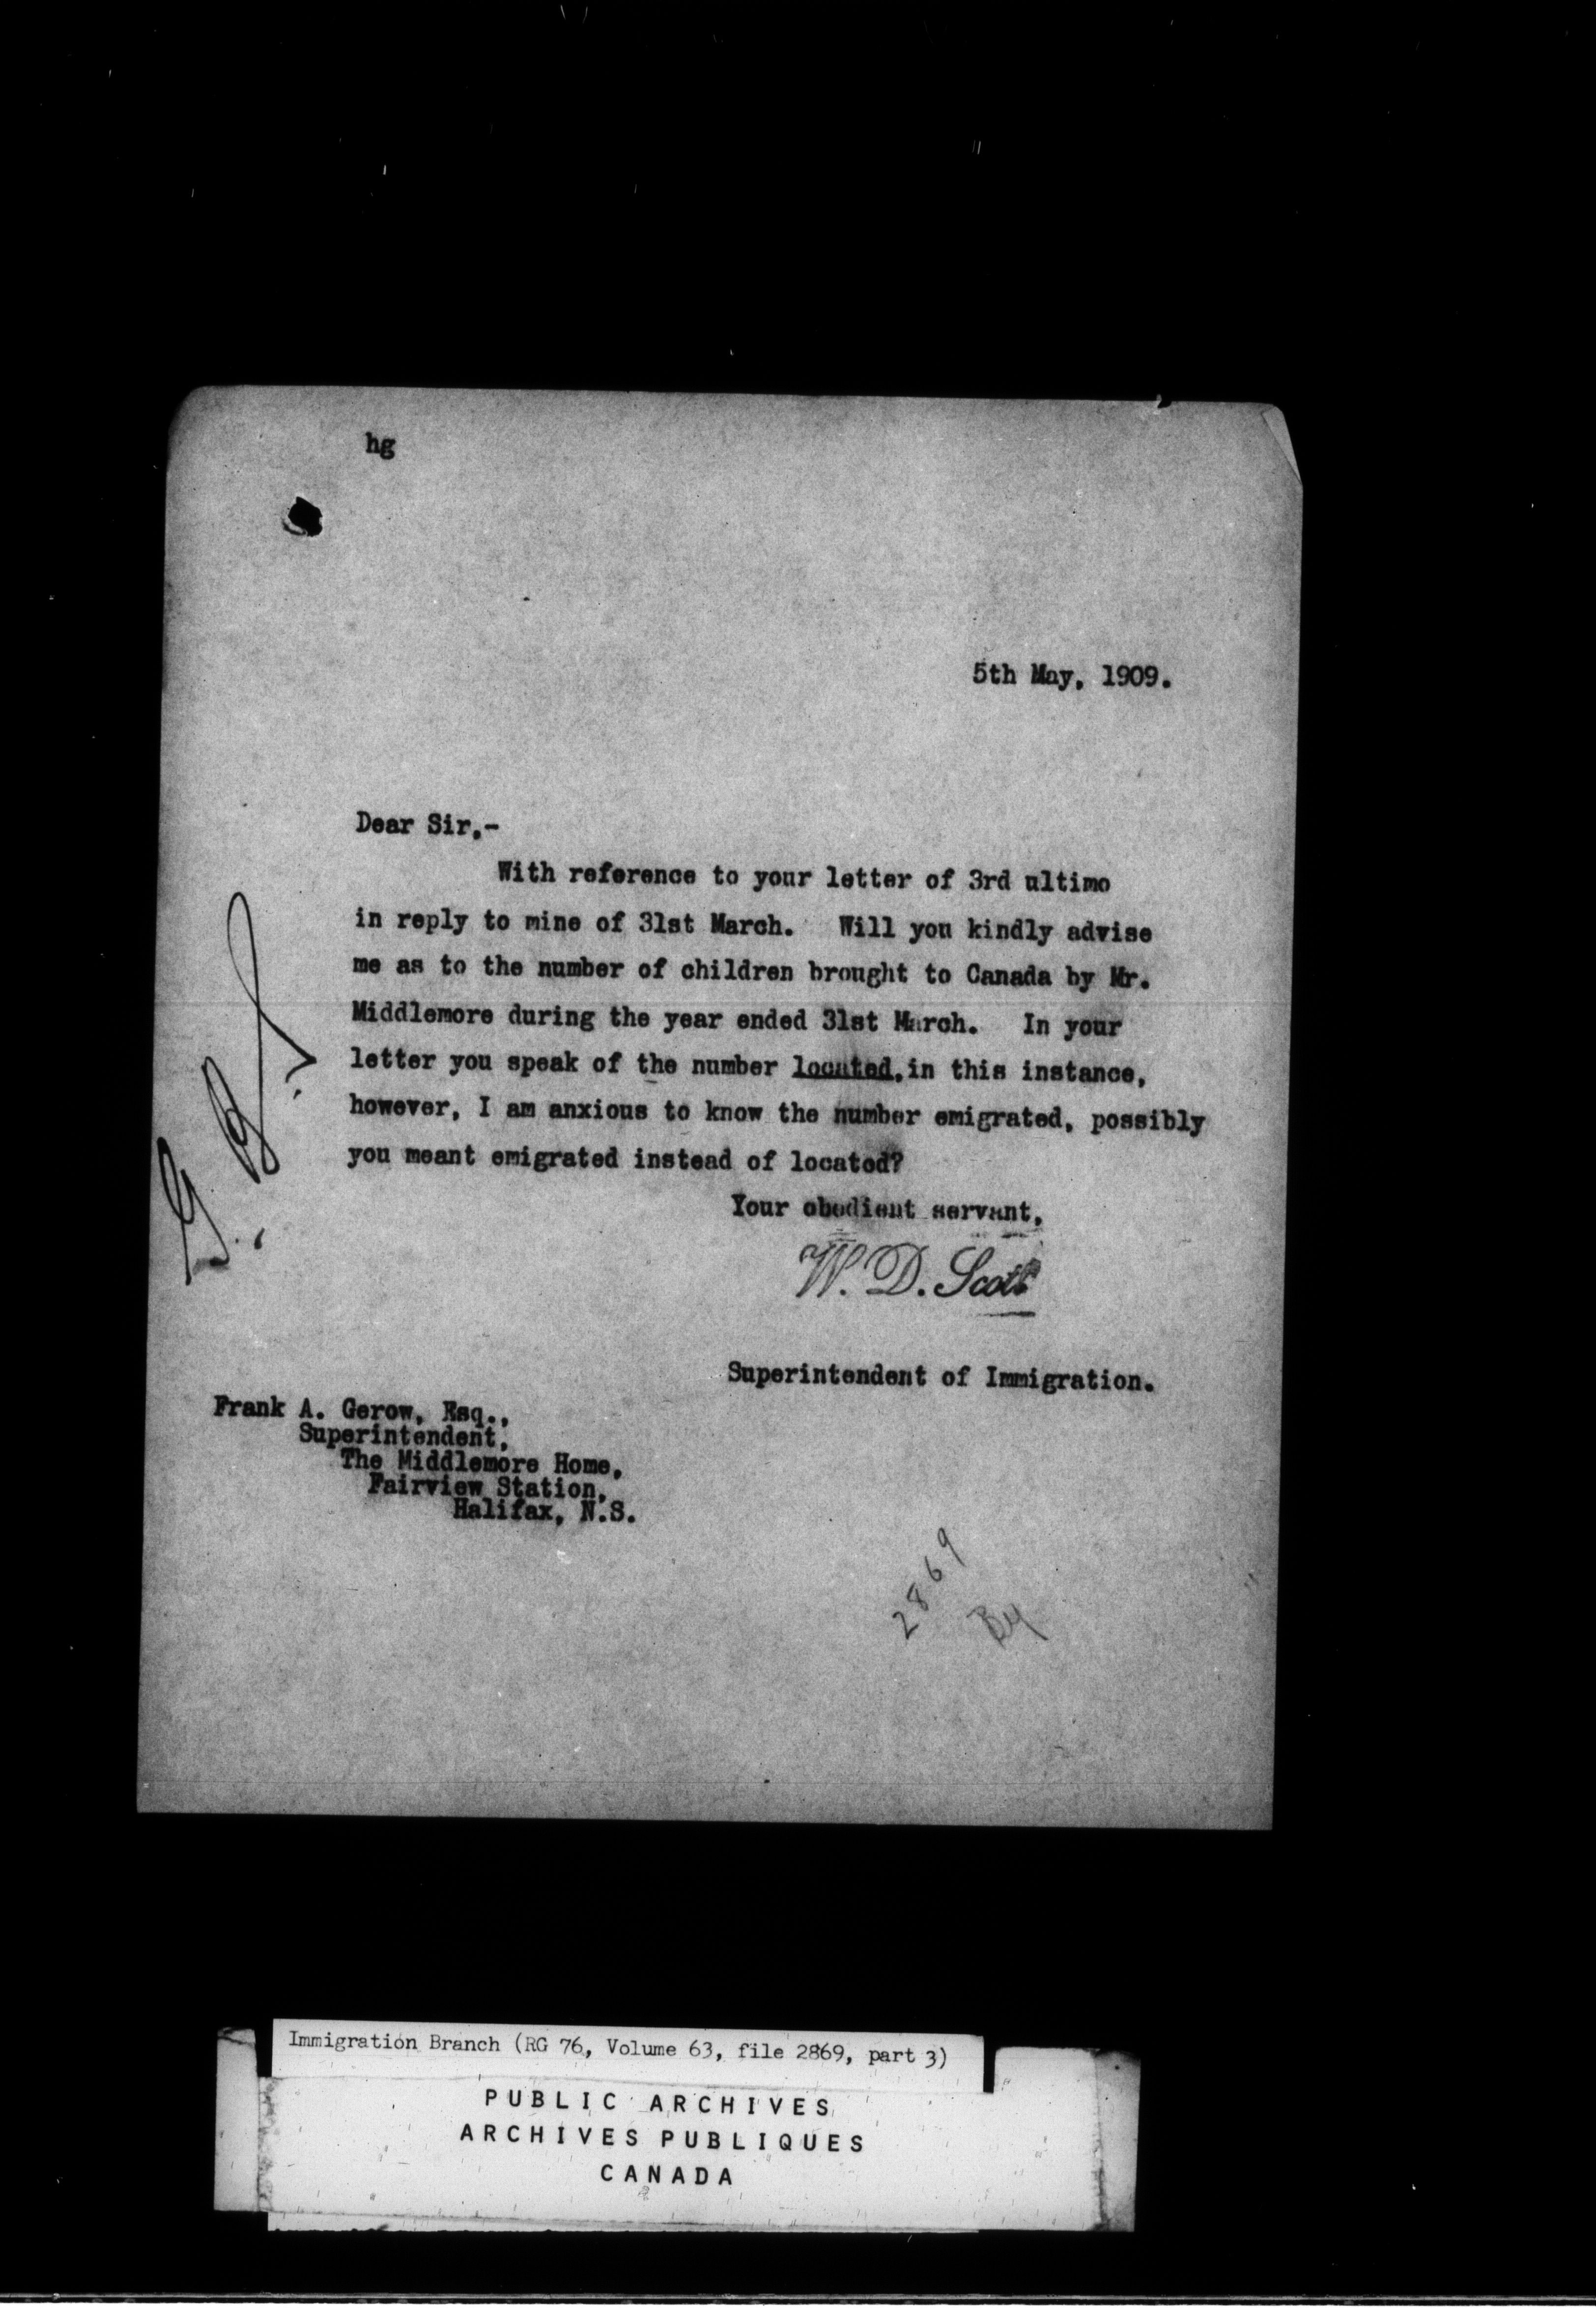 hg
5th May, 1909.
Dear Sir,-
With reference to your letter of 3rd ultimo
in reply to mine of 31st March. Will you kindly advise
me as to the number of children brought to Canada by Mr.
Middlemore during the year ended 31st March. In your
letter you speak of the number located, in this instance,
however, I am anxious to know the number emigrated, possibly
you meant emigrated instead of located?
Your obedient servant,
W. D. Scott
Superintendent of Immigration.
Frank A. Gerow, Esq.,
Superintendent,
The Middlemore Home,
Fairview Station,
Halifax, N.S.
2869
Immigration Branch (RG 76, Volume 63, file 2869, part 3)
PUBLIC ARCHIVES
ARCHIVES PUBLIQUES
CANADA